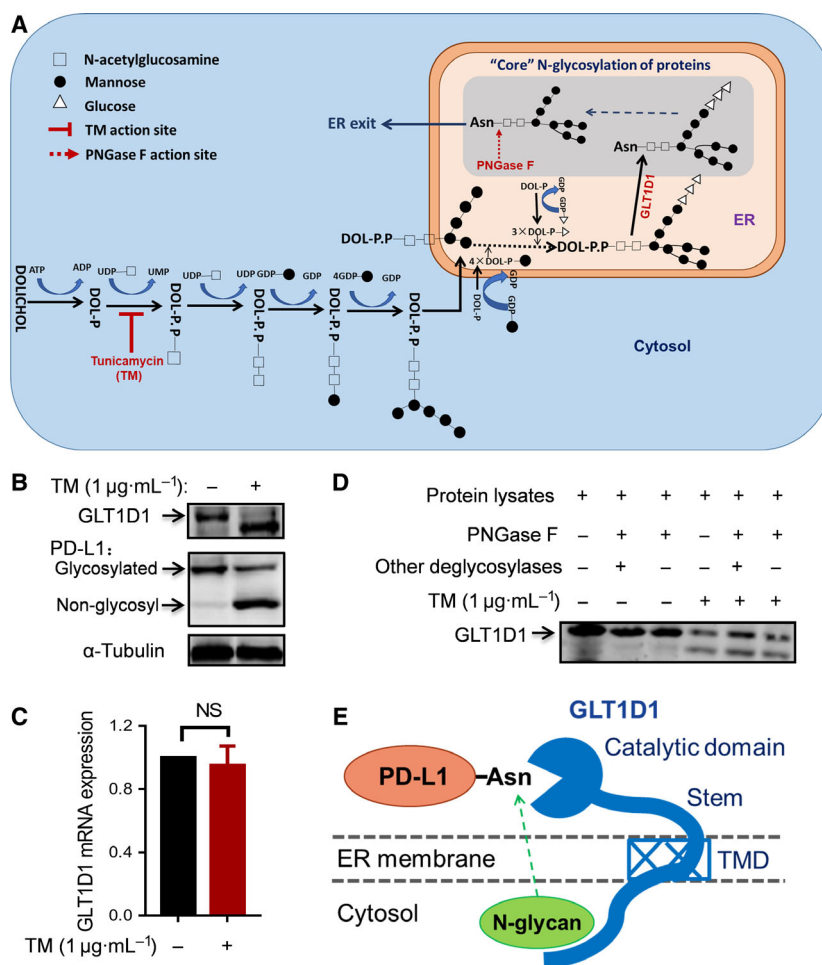 A
N-acetylglucosamine
Mannose
Glucose
TM action site
PNGase F action site
"Core" N-glycosylation of proteins
ER exit
Asn
PNGase F
Asn
GLT1D1
ER
DOL-P
GDP
GDP
3×DOL-P
DOL-P.P
DOL-P.P
4×DOL-P
DOL-P
GDP
GDP
DOLICHOL
ATP
ADP
DOL-P
UDP
UMP
DOL-P.P
UDP
UDP
DOL-P.P
GDP
GDP
DOL-P.P
4GDP
GDP
DOL-P.P
Tunicamycin
(TM)
Cytosol
B
TM (1 µg·mL⁻¹): – +
GLT1D1
PD-L1:
Glycosylated
Non-glycosyl
α-Tubulin
C
NS
GLT1D1 mRNA expression
1.2
0.8
0.4
0.0
TM (1 µg·mL⁻¹) – +
D
Protein lysates + + + + + +
PNGase F – + + – + +
Other deglycosylases – + – – + –
TM (1 µg·mL⁻¹) – – – + + +
GLT1D1
E
GLT1D1
Catalytic domain
PD-L1
Asn
Stem
ER membrane
TMD
Cytosol
N-glycan